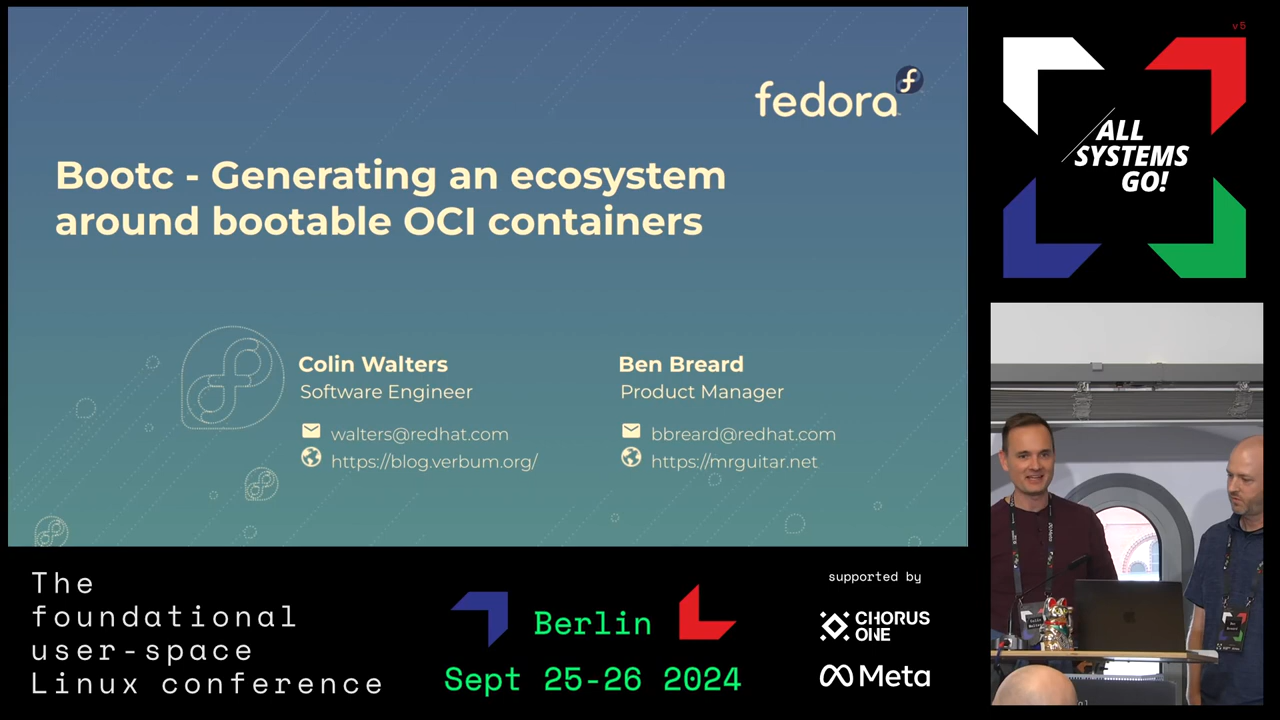 fedora
Bootc - Generating an ecosystem
around bootable OCI containers
Colin Walters
Software Engineer
walters@redhat.com
https://blog.verbum.org/
Ben Breard
Product Manager
bbreard@redhat.com
https://mrguitar.net
v5
ALL
SYSTEMS
GO!
The
foundational
user-space
Linux conference
Berlin
Sept 25-26 2024
supported by
CHORUS
ONE
Meta